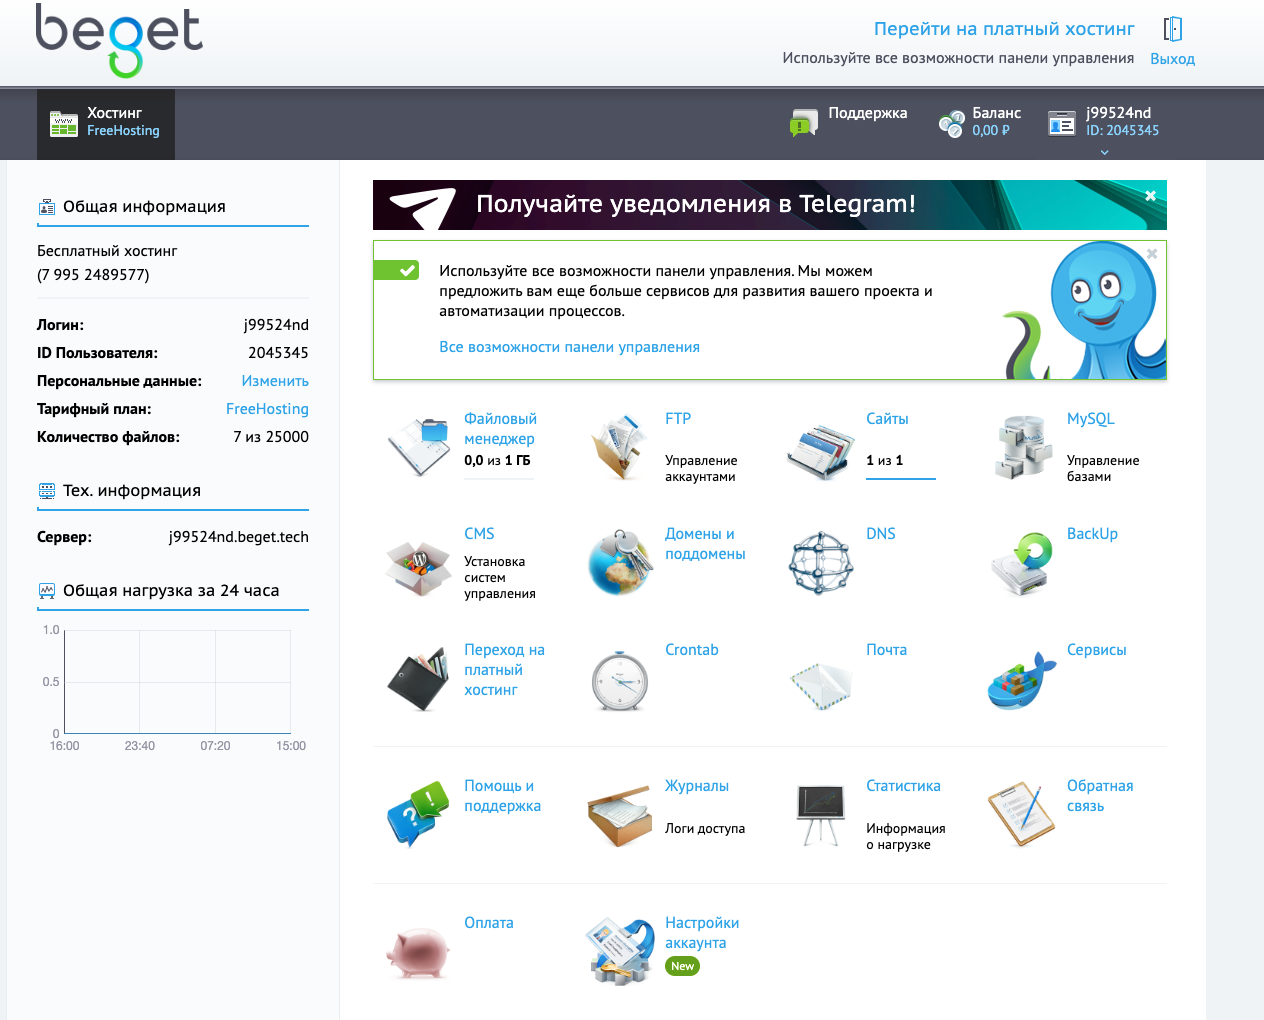 beget
Перейти на платный хостинг
Используйте все возможности панели управления
Выход
Хостинг
FreeHosting
Поддержка
Баланс
0,00 ₽
j99524nd
ID: 2045345
Общая информация
Бесплатный хостинг
(7 995 2489577)
Логин: j99524nd
ID Пользователя: 2045345
Персональные данные: Изменить
Тарифный план: FreeHosting
Количество файлов: 7 из 25000
Тех. информация
Сервер: j99524nd.beget.tech
Общая нагрузка за 24 часа
1.0
0.5
0
16:00 23:40 07:20 15:00
Получайте уведомления в Telegram!
Используйте все возможности панели управления. Мы можем
предложить вам еще больше сервисов для развития вашего проекта и
автоматизации процессов.
Все возможности панели управления
Файловый
менеджер
0,0 из 1 ГБ
FTP
Управление
аккаунтами
Сайты
1 из 1
MySQL
Управление
базами
CMS
Установка
систем
управления
Домены и
поддомены
DNS
BackUp
Переход на
платный
хостинг
Crontab
Почта
Сервисы
Помощь и
поддержка
Журналы
Логи доступа
Статистика
Информация
о нагрузке
Обратная
связь
Оплата
Настройки
аккаунта
New